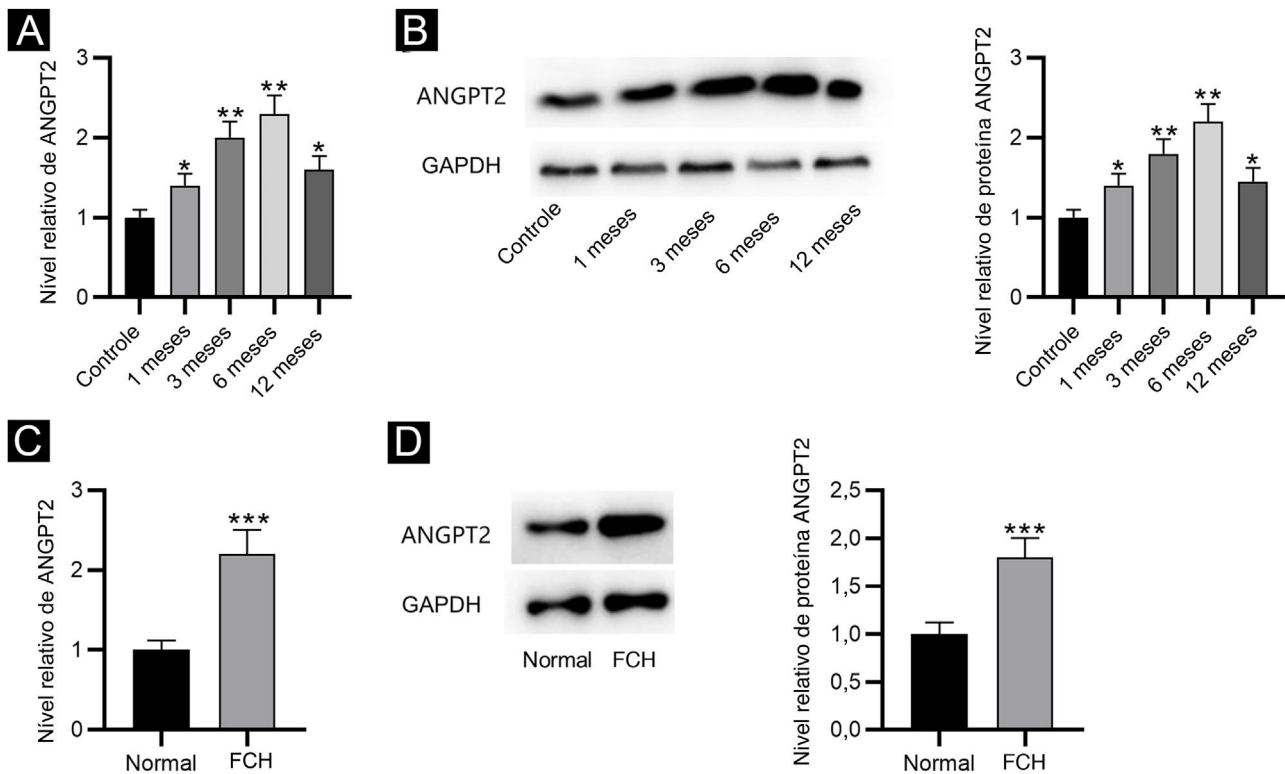 A
Nível relativo de ANGPT2
3
2
1
0
*
**
**
*
Controle
1 meses
3 meses
6 meses
12 meses
B
ANGPT2
GAPDH
Controle
1 meses
3 meses
6 meses
12 meses
Nível relativo de proteína ANGPT2
3
2
1
0
*
**
**
*
Controle
1 meses
3 meses
6 meses
12 meses
C
Nível relativo de ANGPT2
3
2
1
0
***
Normal
FCH
D
ANGPT2
GAPDH
Normal FCH
Nível relativo de proteína ANGPT2
2,5
2,0
1,5
1,0
0,5
0,0
***
Normal
FCH